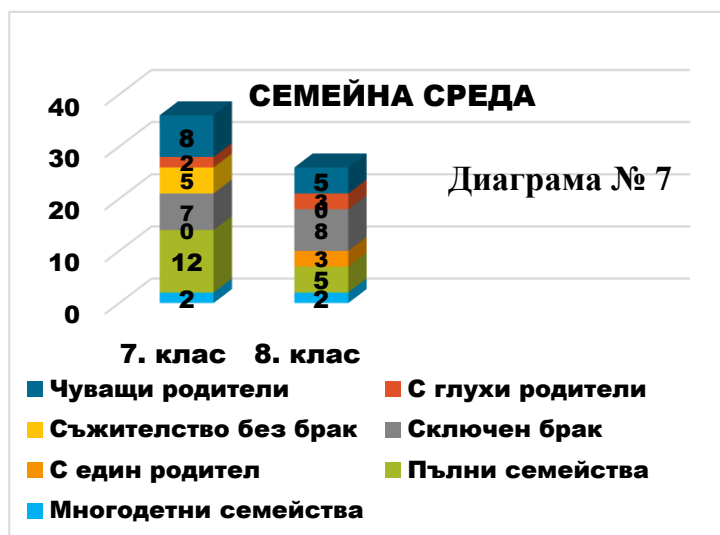 СЕМЕЙНА СРЕДА
Диаграма № 7
40
30
20
10
0
8
2
5
7
0
12
2
5
3
0
8
3
5
2
7. клас 8. клас
Чуващи родители
С глухи родители
Съжителство без брак
Сключен брак
С един родител
Пълни семейства
Многодетни семейства